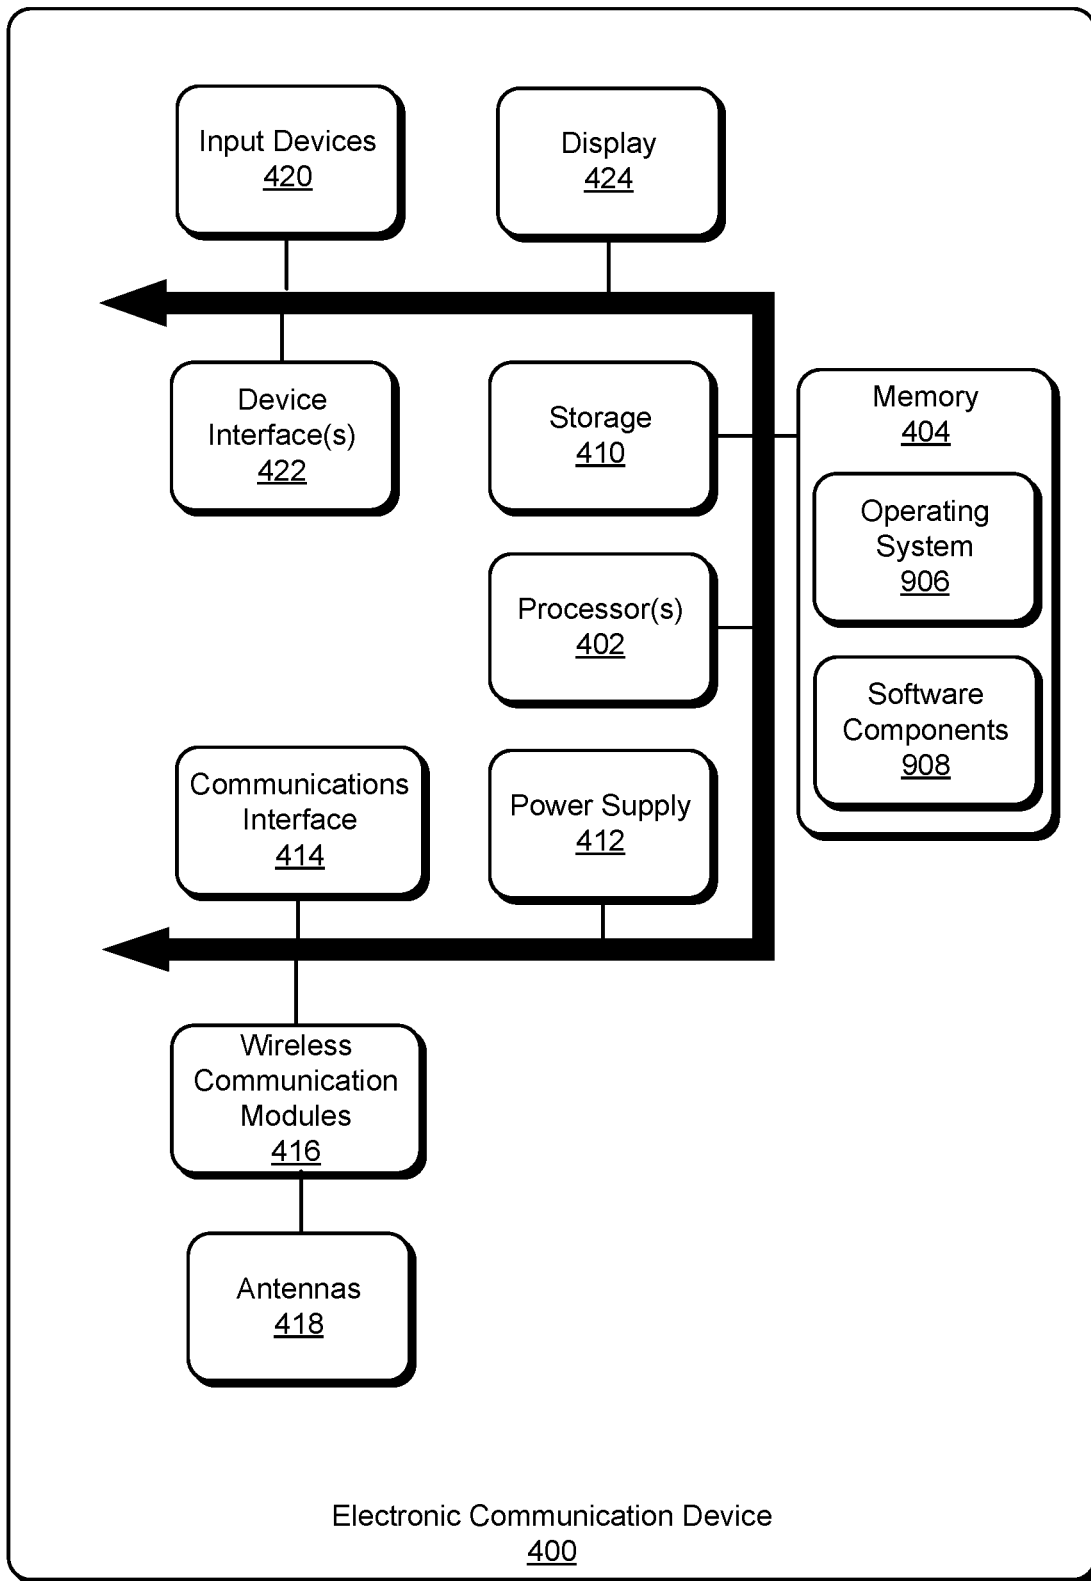 Input Devices
420
Display
424
Device
Interface(s)
422
Storage
410
Memory
404
Operating
System
906
Processor(s)
402
Software
Components
908
Communications
Interface
414
Power Supply
412
Wireless
Communication
Modules
416
Antennas
418
Electronic Communication Device
400